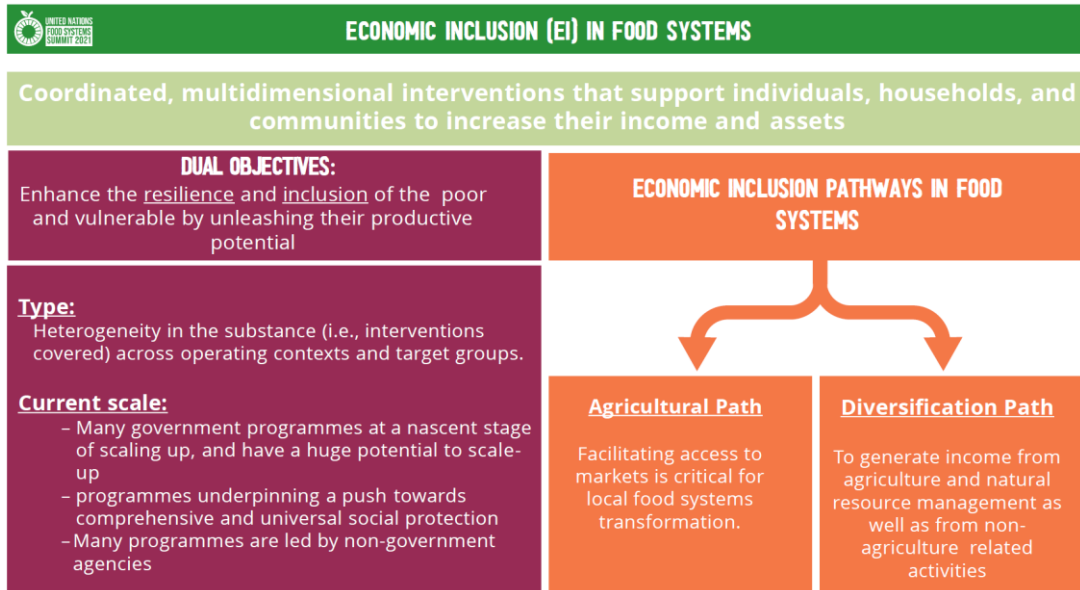 UNITED NATIONS
FOOD SYSTEMS
SUMMIT 2021
ECONOMIC INCLUSION (EI) IN FOOD SYSTEMS
Coordinated, multidimensional interventions that support individuals, households, and
communities to increase their income and assets
DUAL OBJECTIVES:
Enhance the resilience and inclusion of the poor
and vulnerable by unleashing their productive
potential
Type:
Heterogeneity in the substance (i.e., interventions
covered) across operating contexts and target groups.
Current scale:
– Many government programmes at a nascent stage
of scaling up, and have a huge potential to scale-
up
– programmes underpinning a push towards
comprehensive and universal social protection
– Many programmes are led by non-government
agencies
ECONOMIC INCLUSION PATHWAYS IN FOOD
SYSTEMS
Agricultural Path
Facilitating access to
markets is critical for
local food systems
transformation.
Diversification Path
To generate income from
agriculture and natural
resource management as
well as from non-
agriculture related
activities